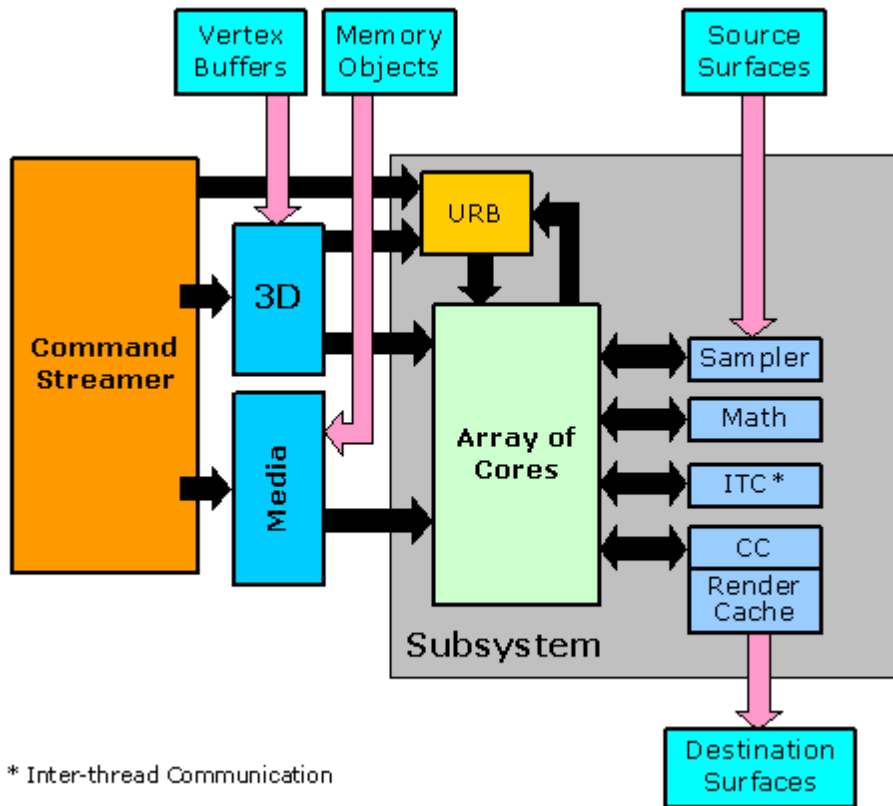 Vertex
Buffers
Memory
Objects
Source
Surfaces
URB
3D
Command
Streamer
Sampler
Math
Array of
Cores
Media
ITC*
CC
Render
Cache
Subsystem
Destination
Surfaces
* Inter-thread Communication